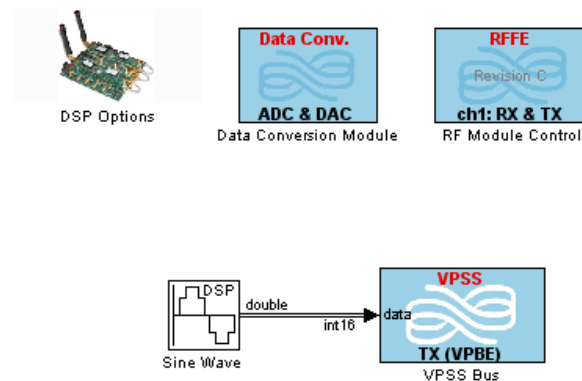 Data Conv.
RFFE
Revision C
ADC & DAC
ch1: RX & TX
DSP Options
Data Conversion Module
RF Module Control
VPSS
DSP
double
data
int16
TX (VPBE)
Sine Wave
VPSS Bus